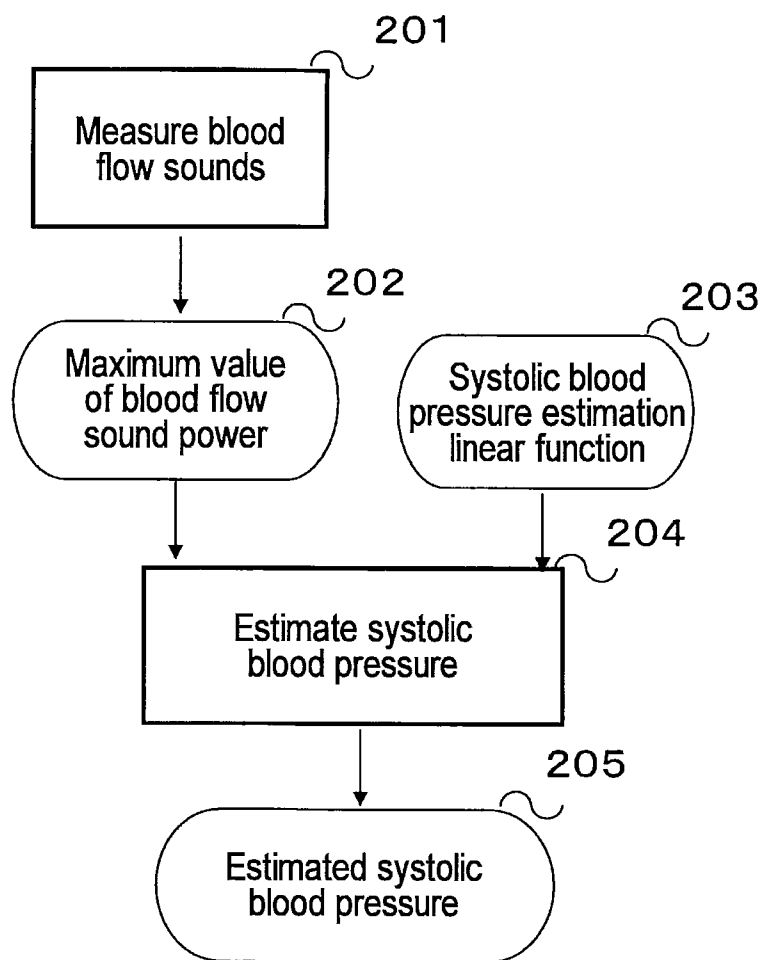 201
Measure blood
flow sounds
202
Maximum value
of blood flow
sound power
203
Systolic blood
pressure estimation
linear function
204
Estimate systolic
blood pressure
205
Estimated systolic
blood pressure